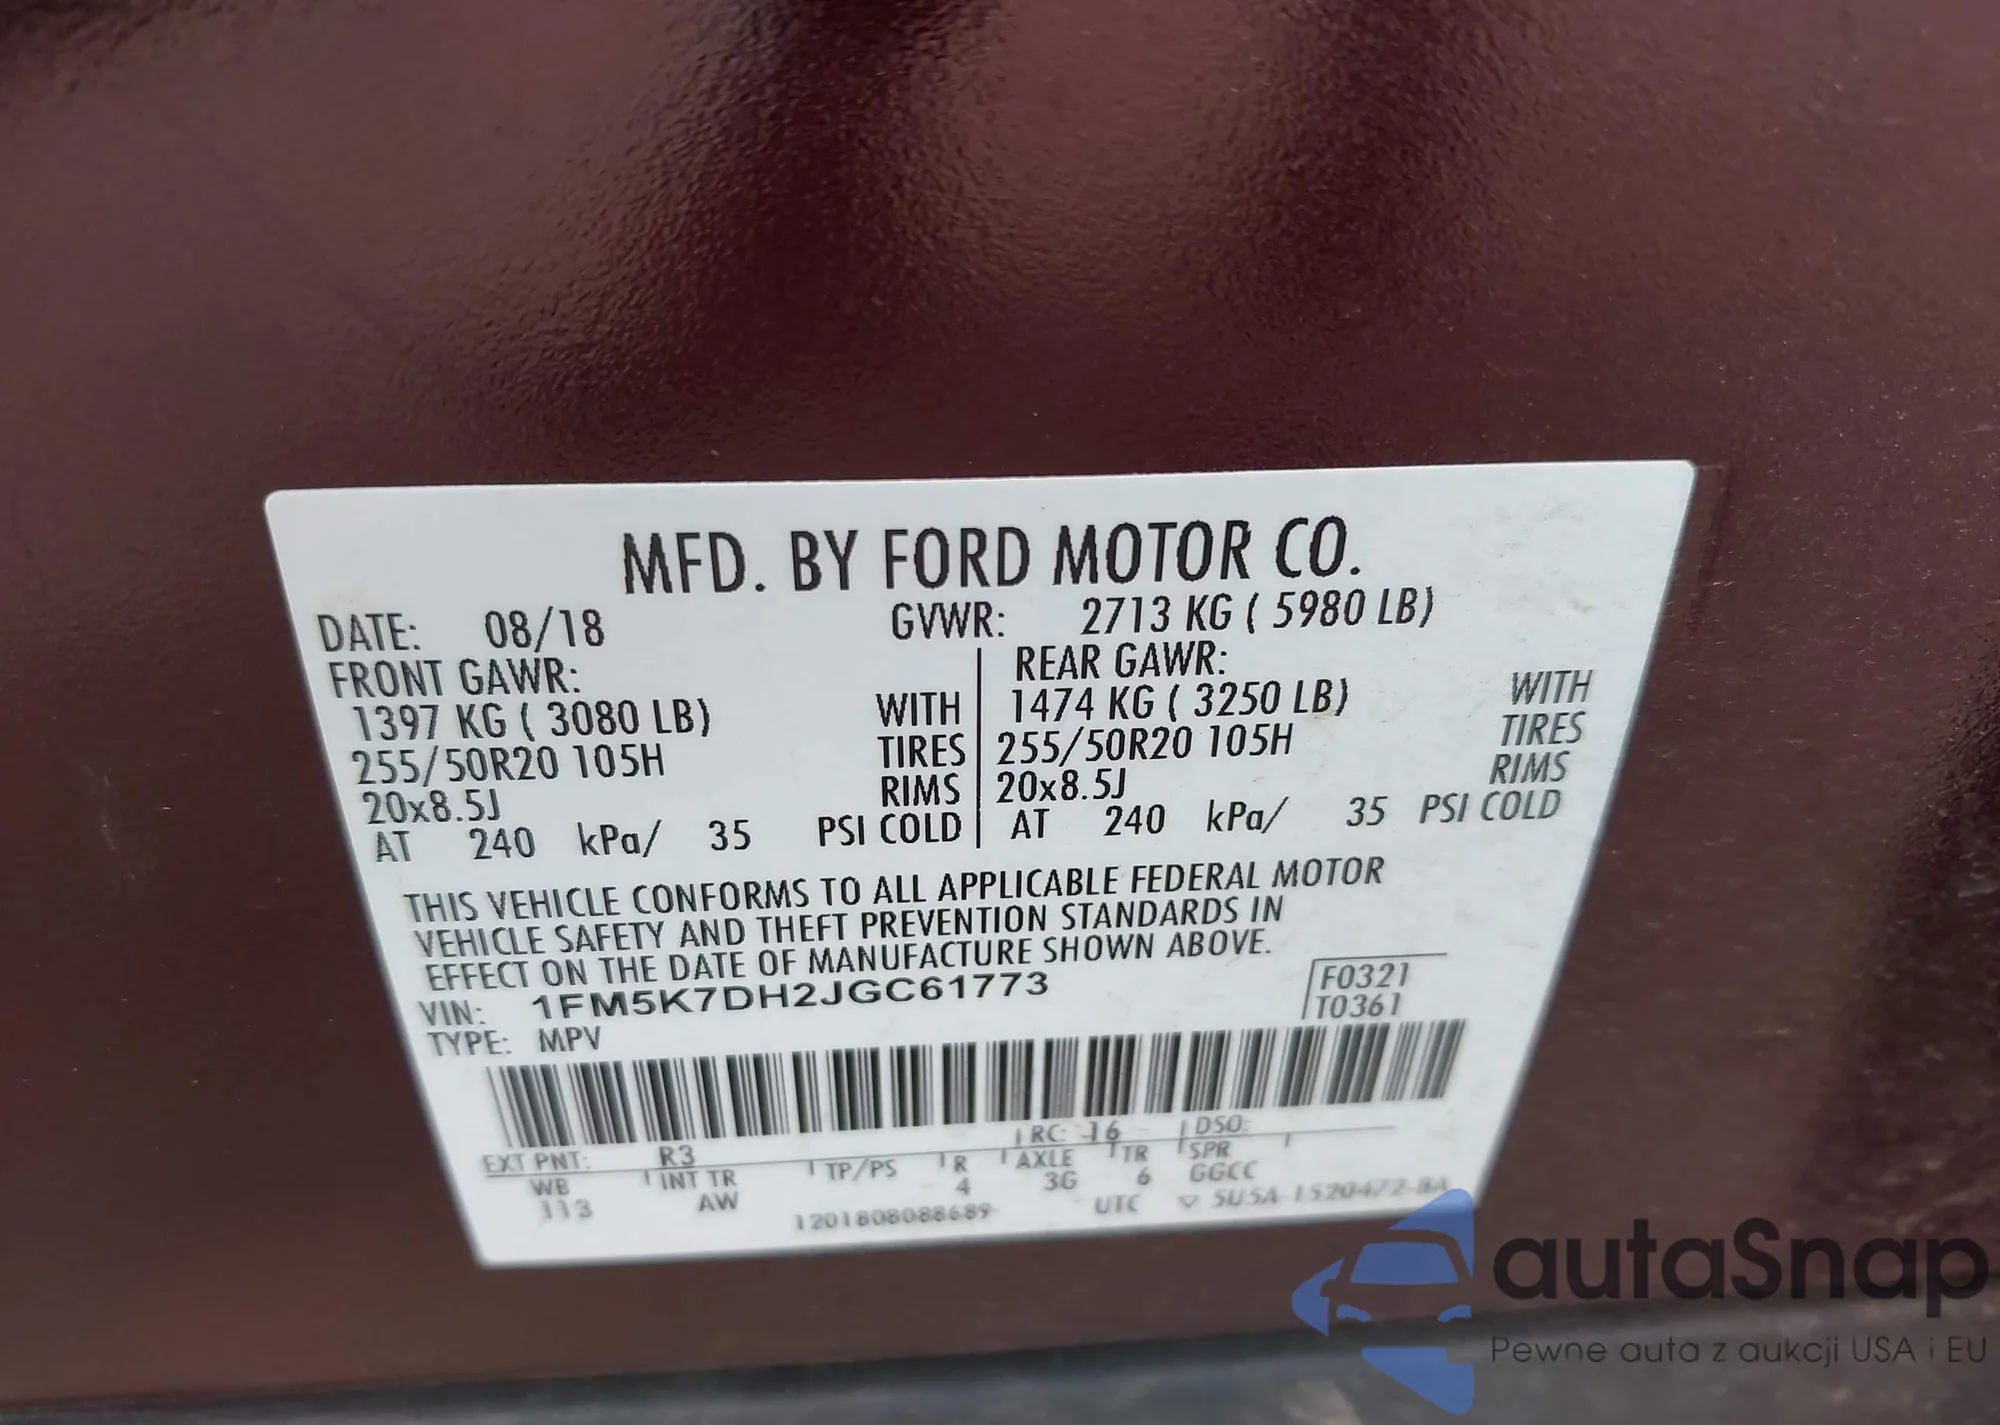 MFD. BY FORD MOTOR CO.
DATE: 08/18 GVWR: 2713 KG ( 5980 LB)
FRONT GAWR: REAR GAWR:
1397 KG ( 3080 LB) WITH 1474 KG ( 3250 LB) WITH
255/50R20 105H TIRES 255/50R20 105H TIRES
20x8.5J RIMS 20x8.5J RIMS
AT 240 kPa/ 35 PSI COLD AT 240 kPa/ 35 PSI COLD
THIS VEHICLE CONFORMS TO ALL APPLICABLE FEDERAL MOTOR
VEHICLE SAFETY AND THEFT PREVENTION STANDARDS IN
EFFECT ON THE DATE OF MANUFACTURE SHOWN ABOVE.
VIN: 1FM5K7DH2JGC61773 F0321
TYPE: MPV T0361
EXT PNT: R3 RC: 16 DSO:
WB INT TR TP/PS R AXLE TR SPR
113 AW 4 3G 6 GGCC
1201808088689 UTC ▽ 5U5A-1520472-BA
autaSnap
Pewne auta z aukcji USA i EU